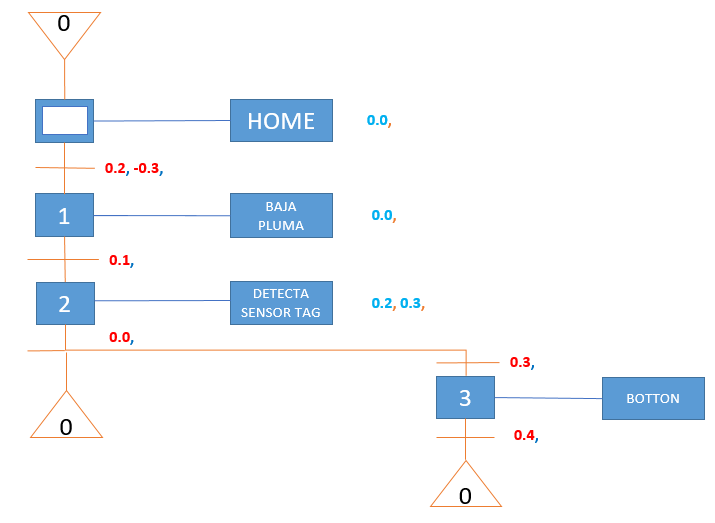 0
HOME
0.0,
0.2, -0.3,
1
BAJA
PLUMA
0.0,
0.1,
2
DETECTA
SENSOR TAG
0.2, 0.3,
0.0,
0.3,
3
BOTTON
0
0.4,
0